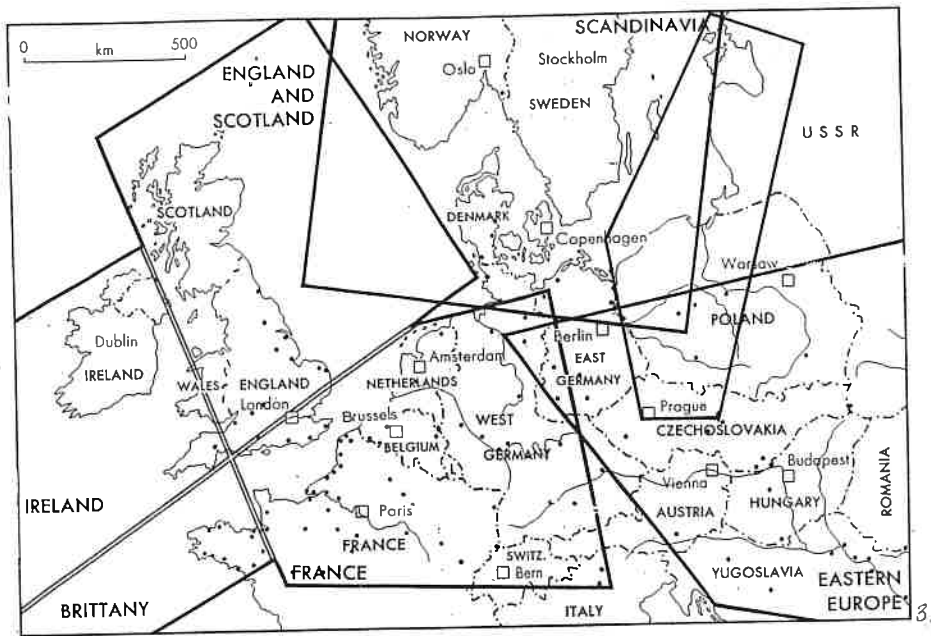 0 km 500
NORWAY
Oslo
SCANDINAVIA
Stockholm
SWEDEN
ENGLAND
AND
SCOTLAND
USSR
SCOTLAND
DENMARK
Copenhagen
Warsaw
POLAND
Dublin
IRELAND
WALES
ENGLAND
London
Amsterdan
NETHERLANDS
Berlin
EAST
GERMANY
Brussels
BELGIUM
WEST
GERMANY
Prague
CZECHOSLOVAKIA
Vienna
Budapest
AUSTRIA
HUNGARY
ROMANIA
IRELAND
Paris
FRANCE
FRANCE
SWITZ.
Bern
ITALY
YUGOSLAVIA
BRITTANY
EASTERN
EUROPE
3.